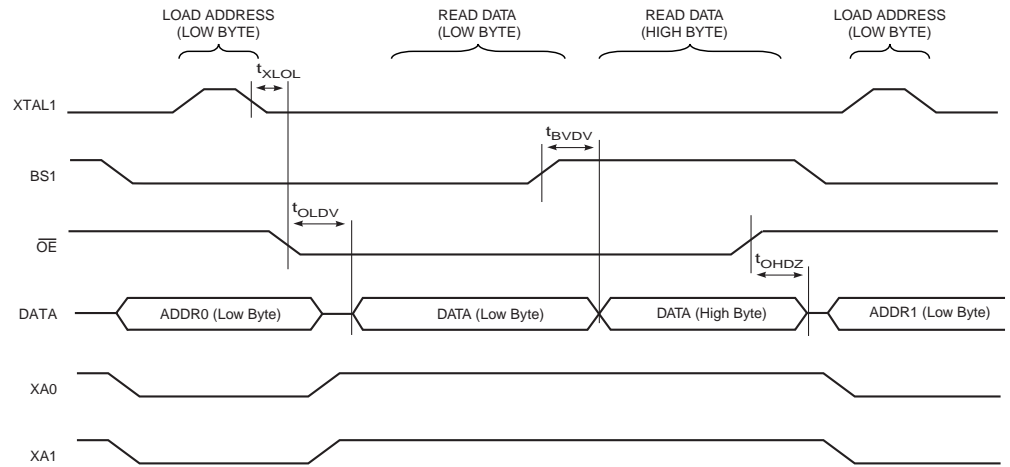 LOAD ADDRESS
(LOW BYTE)
READ DATA
(LOW BYTE)
READ DATA
(HIGH BYTE)
LOAD ADDRESS
(LOW BYTE)
tXLOL
XTAL1
tBVDV
BS1
tOLDV
OE
tOHDZ
DATA
ADDR0 (Low Byte)
DATA (Low Byte)
DATA (High Byte)
ADDR1 (Low Byte)
XA0
XA1